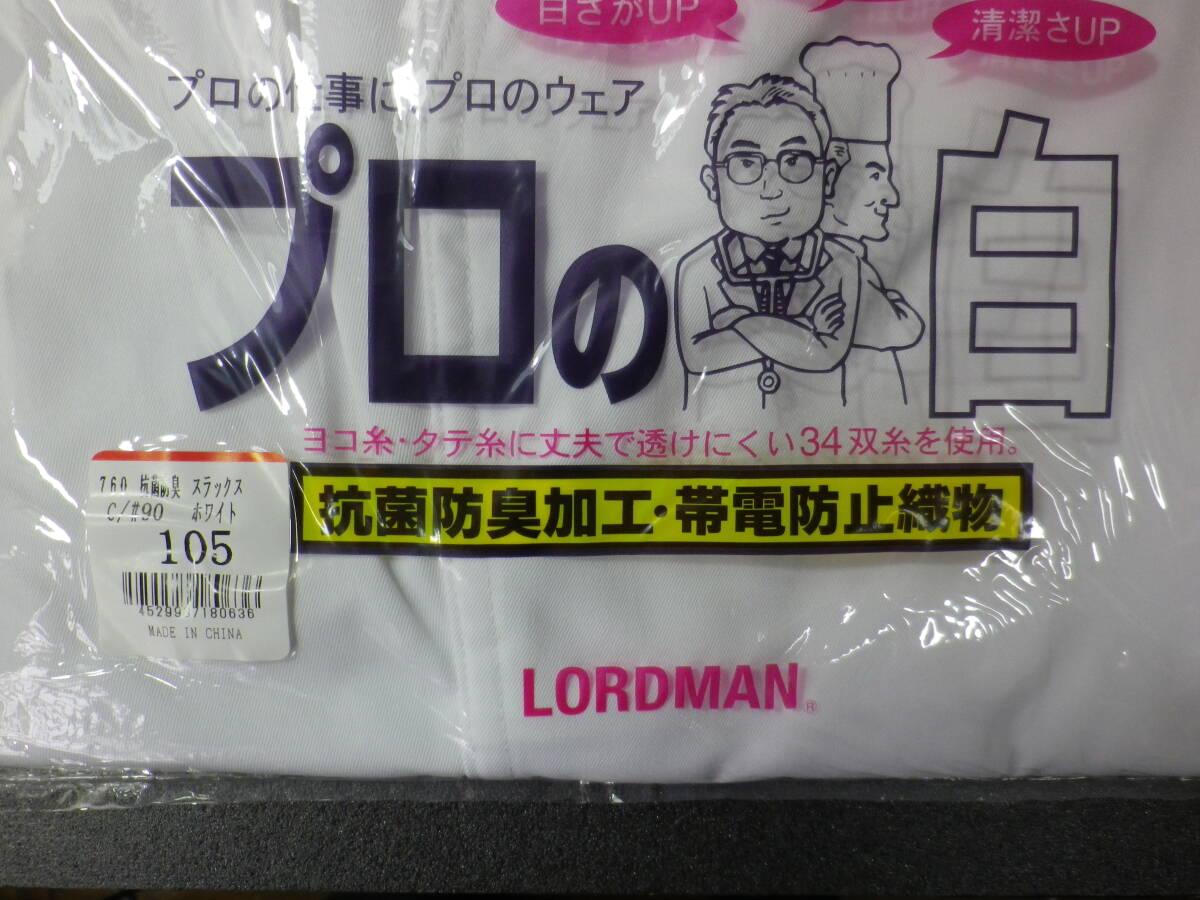 白さがUP
清潔さUP
プロの仕事に、プロのウェア
プロの白
ヨコ糸・タテ糸に丈夫で透けにくい34双糸を使用。
抗菌防臭加工・帯電防止織物
760 抗菌防臭 スラックス
C/#90 ホワイト
105
4529937180636
MADE IN CHINA
LORDMAN®